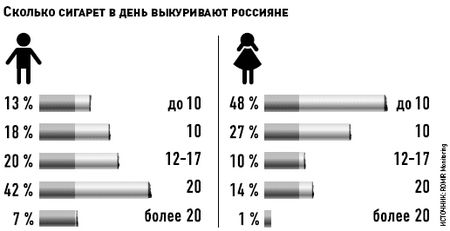 Сколько сигарет в день выкуривают россияне
13 % до 10
18 % 10
20 % 12-17
42 % 20
7 % более 20
48 % до 10
27 % 10
10 % 12-17
14 % 20
1 % более 20
ИСТОЧНИК: ROMIR Monitoring